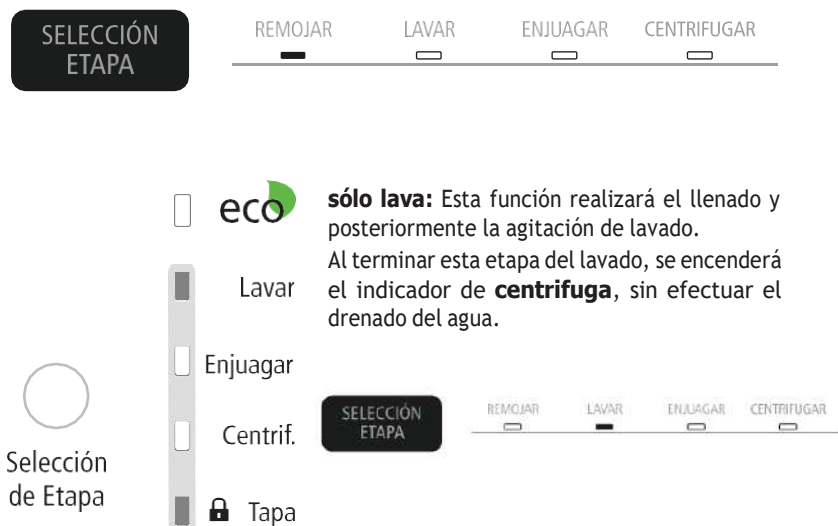 SELECCIÓN
ETAPA
REMOJAR LAVAR ENJUAGAR CENTRIFUGAR
eco
Lavar
Enjuagar
Centrif.
Tapa
Selección
de Etapa
sólo lava: Esta función realizará el llenado y
posteriormente la agitación de lavado.
Al terminar esta etapa del lavado, se encenderá
el indicador de centrifuga, sin efectuar el
drenado del agua.
SELECCIÓN
ETAPA
REMOJAR LAVAR ENJUAGAR CENTRIFUGAR